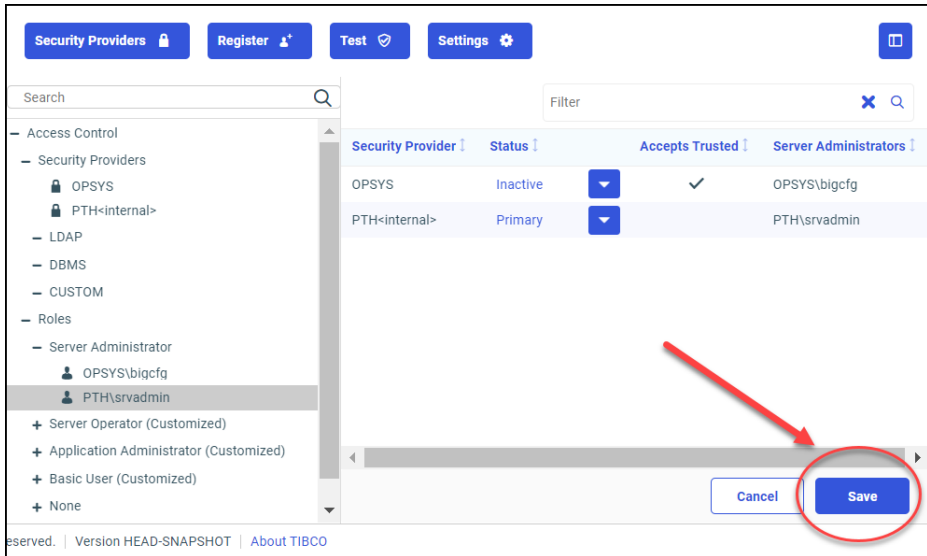 Security Providers
Register
Test
Settings
Search
Filter
Access Control
Security Providers
OPSYS
PTH<internal>
LDAP
DBMS
CUSTOM
Roles
Server Administrator
OPSYS\bigcfg
PTH\srvadmin
Server Operator (Customized)
Application Administrator (Customized)
Basic User (Customized)
None
Security Provider Status Accepts Trusted Server Administrators
OPSYS Inactive OPSYS\bigcfg
PTH<internal> Primary PTH\srvadmin
Cancel Save
eserved. | Version HEAD-SNAPSHOT | About TIBCO